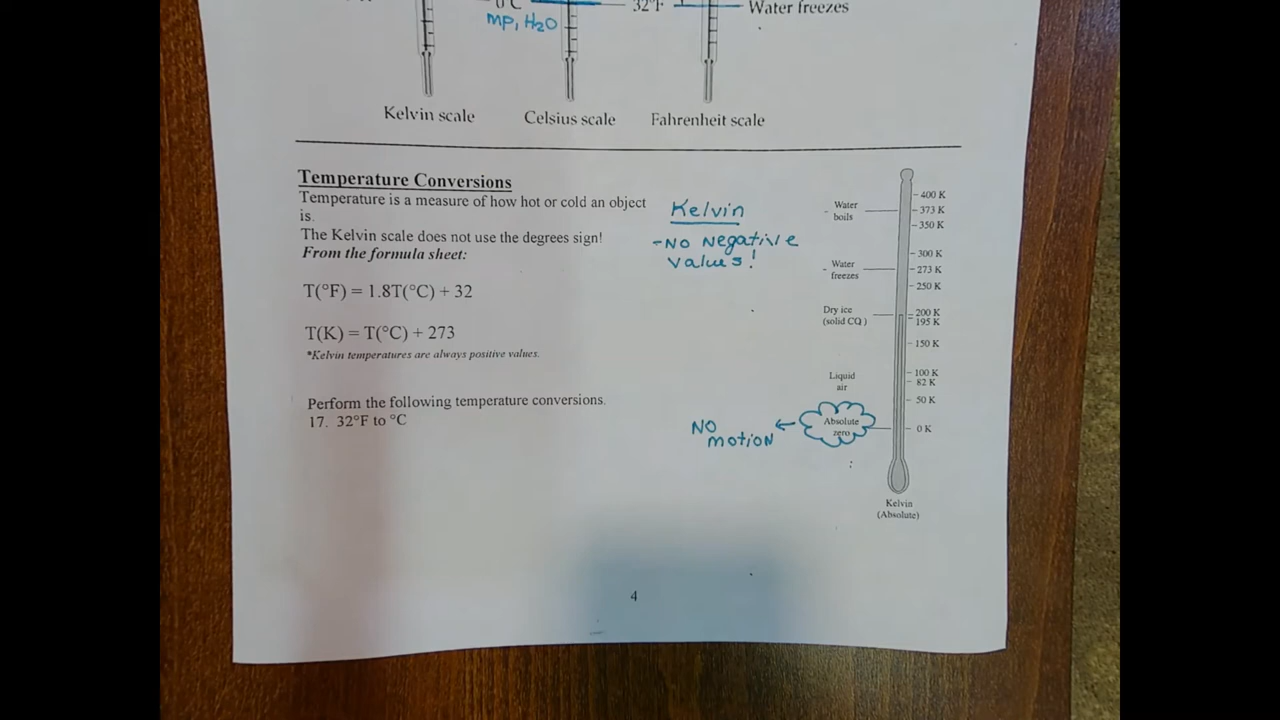 0°C
32°F
Water freezes
MP, H2O
Kelvin scale
Celsius scale
Fahrenheit scale
Temperature Conversions
Temperature is a measure of how hot or cold an object
is.
The Kelvin scale does not use the degrees sign!
From the formula sheet:
T(°F) = 1.8T(°C) + 32
T(K) = T(°C) + 273
*Kelvin temperatures are always positive values.
Perform the following temperature conversions.
17. 32°F to °C
Kelvin
-No Negative
values!
NO
motion
Water
boils
Water
freezes
Dry ice
(solid CO )
Liquid
air
Absolute
zero
400 K
373 K
350 K
300 K
273 K
250 K
200 K
195 K
150 K
100 K
82 K
50 K
0 K
Kelvin
(Absolute)
4